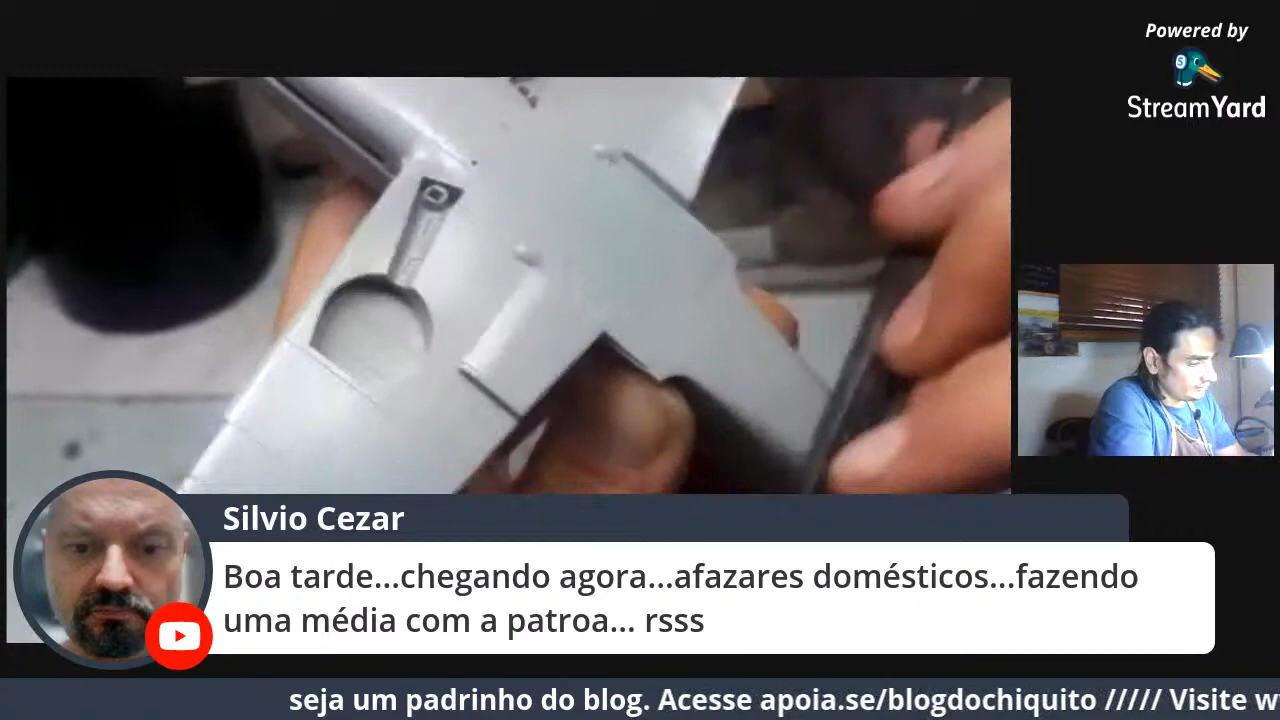 Powered by
StreamYard
Silvio Cezar
Boa tarde...chegando agora...afazares domésticos...fazendo
uma média com a patroa... rsss
seja um padrinho do blog. Acesse apoia.se/blogdochiquito ///// Visite w